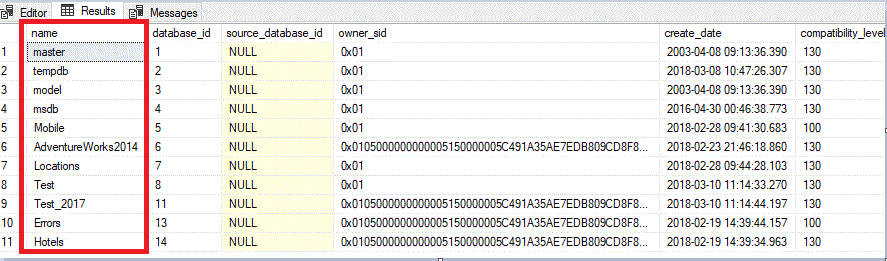 Editor Results Messages
name database_id source_database_id owner_sid create_date compatibility_level
1 master 1 NULL 0x01 2003-04-08 09:13:36.390 130
2 tempdb 2 NULL 0x01 2018-03-08 10:47:26.307 130
3 model 3 NULL 0x01 2003-04-08 09:13:36.390 130
4 msdb 4 NULL 0x01 2016-04-30 00:46:38.773 130
5 Mobile 5 NULL 0x01 2018-02-28 09:41:30.683 100
6 AdventureWorks2014 6 NULL 0x0105000000000005150000005C491A35AE7EDB809CD8F8... 2018-02-23 21:46:18.860 130
7 Locations 7 NULL 0x01 2018-02-28 09:44:28.103 130
8 Test 8 NULL 0x01 2018-03-10 11:14:33.270 130
9 Test_2017 11 NULL 0x0105000000000005150000005C491A35AE7EDB809CD8F8... 2018-03-10 11:14:44.197 130
10 Errors 13 NULL 0x0105000000000005150000005C491A35AE7EDB809CD8F8... 2018-02-19 14:39:44.157 100
11 Hotels 14 NULL 0x0105000000000005150000005C491A35AE7EDB809CD8F8... 2018-02-19 14:39:34.963 130